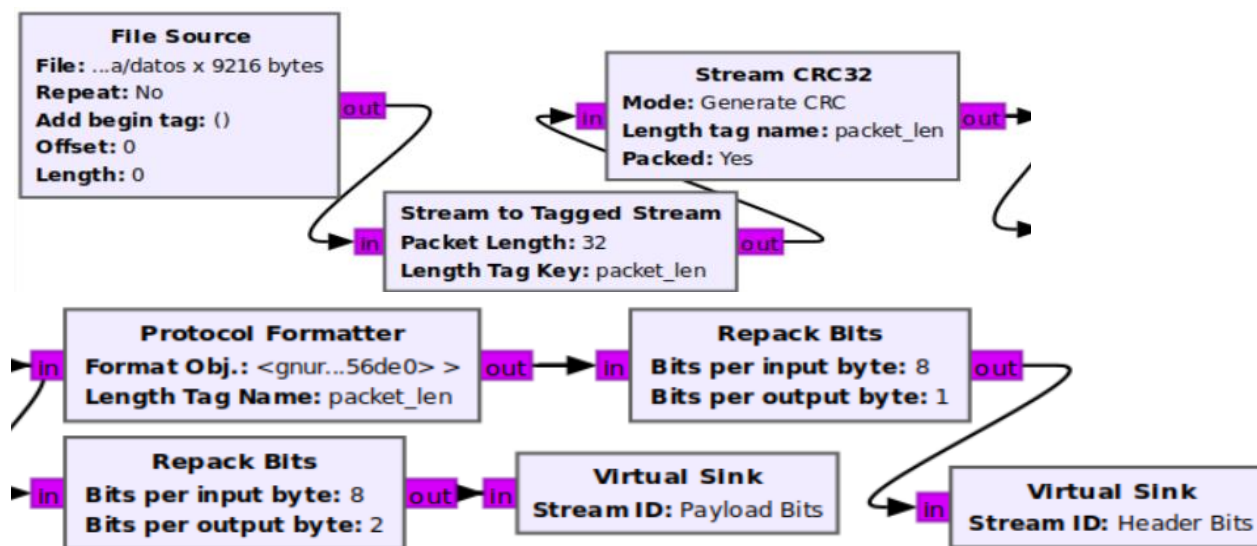 File Source
File: ...a/datos x 9216 bytes
Repeat: No
Add begin tag: ()
Offset: 0
Length: 0
out
Stream CRC32
Mode: Generate CRC
Length tag name: packet_len
Packed: Yes
in
out
Stream to Tagged Stream
Packet Length: 32
Length Tag Key: packet_len
in
out
Protocol Formatter
Format Obj.: <gnur...56de0> >
Length Tag Name: packet_len
in
out
Repack Bits
Bits per input byte: 8
Bits per output byte: 1
in
out
Repack Bits
Bits per input byte: 8
Bits per output byte: 2
in
out
Virtual Sink
Stream ID: Payload Bits
in
Virtual Sink
Stream ID: Header Bits
in